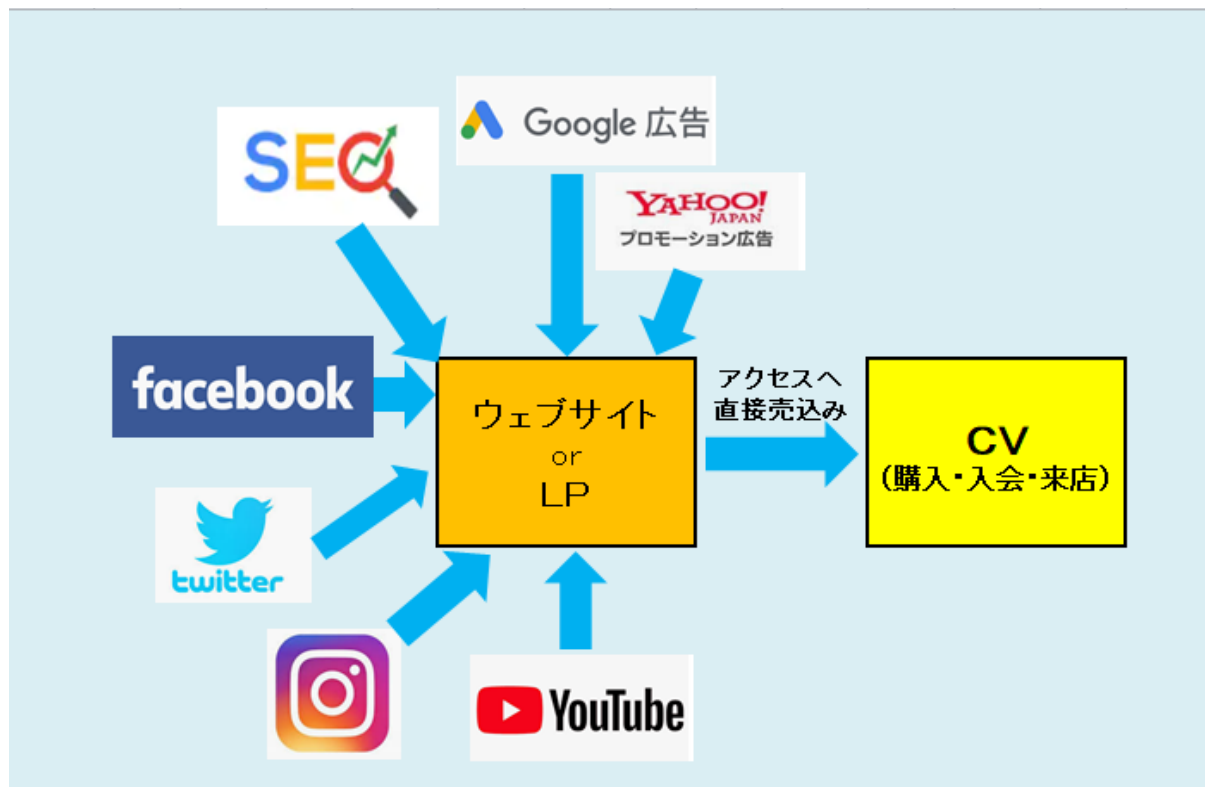 Google 広告
SEO
YAHOO!
JAPAN
プロモーション広告
facebook
アクセスへ
直接売込み
ウェブサイト
or
LP
CV
(購入・入会・来店)
twitter
YouTube